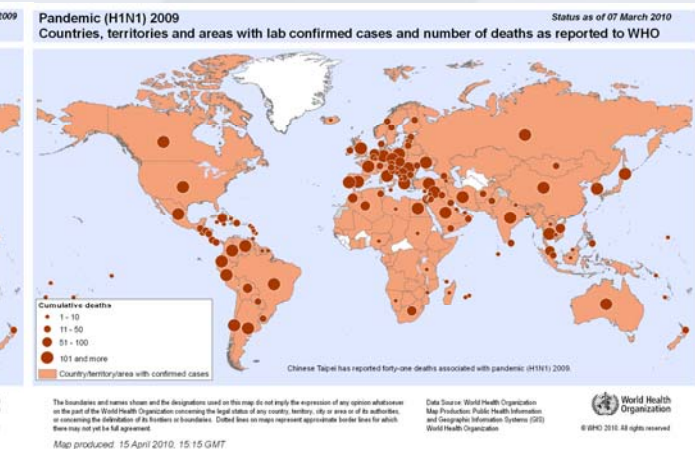 2009
Pandemic (H1N1) 2009
Status as of 07 March 2010
Countries, territories and areas with lab confirmed cases and number of deaths as reported to WHO
Cumulative deaths
1 - 10
11 - 50
51 - 100
101 and more
Country/territory/area with confirmed cases
Chinese Taipei has reported forty-one deaths associated with pandemic (H1N1) 2009.
The boundaries and names shown and the designations used on this map do not imply the expression of any opinion whatsoever
on the part of the World Health Organization concerning the legal status of any country, territory, city or area or of its authorities,
or concerning the delimitation of its frontiers or boundaries. Dotted lines on maps represent approximate border lines for which
there may not yet be full agreement.
Data Source: World Health Organization
Map Production: Public Health Information
and Geographic Information Systems (GIS)
World Health Organization
World Health
Organization
© WHO 2010. All rights reserved
Map produced: 15 April 2010, 15:15 GMT